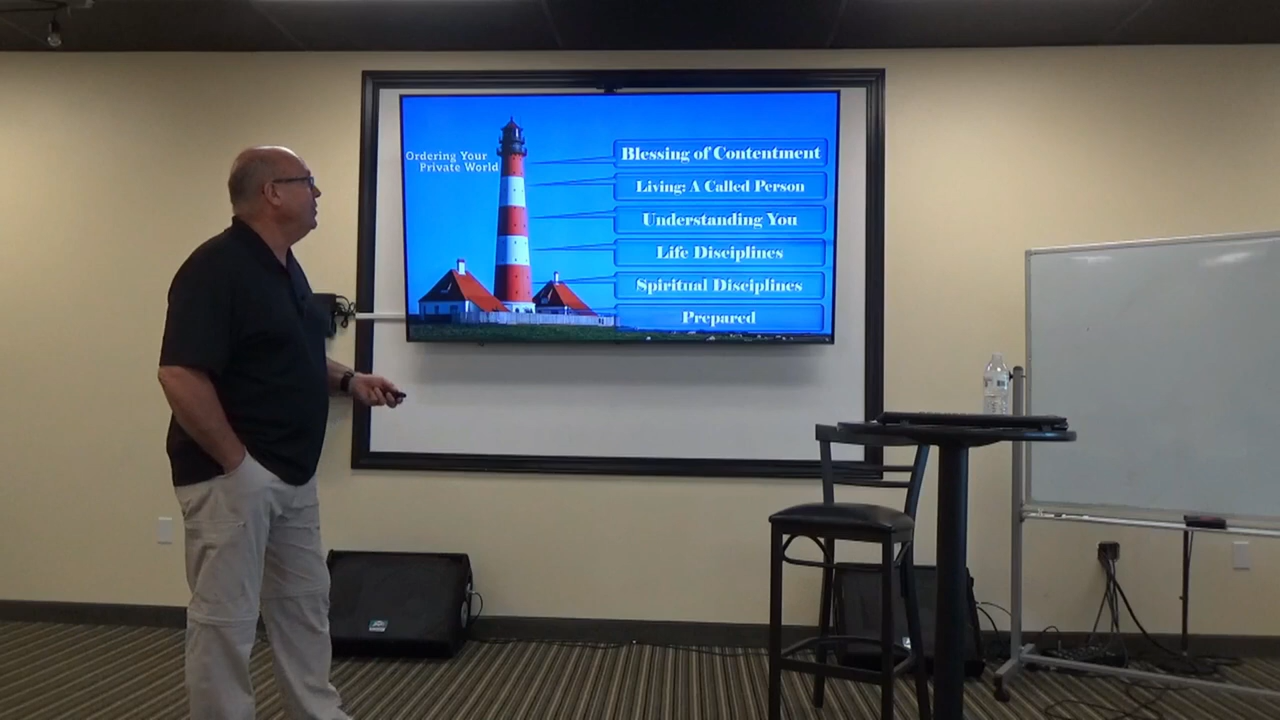 Ordering Your
Private World
Blessing of Contentment
Living: A Called Person
Understanding You
Life Disciplines
Spiritual Disciplines
Prepared